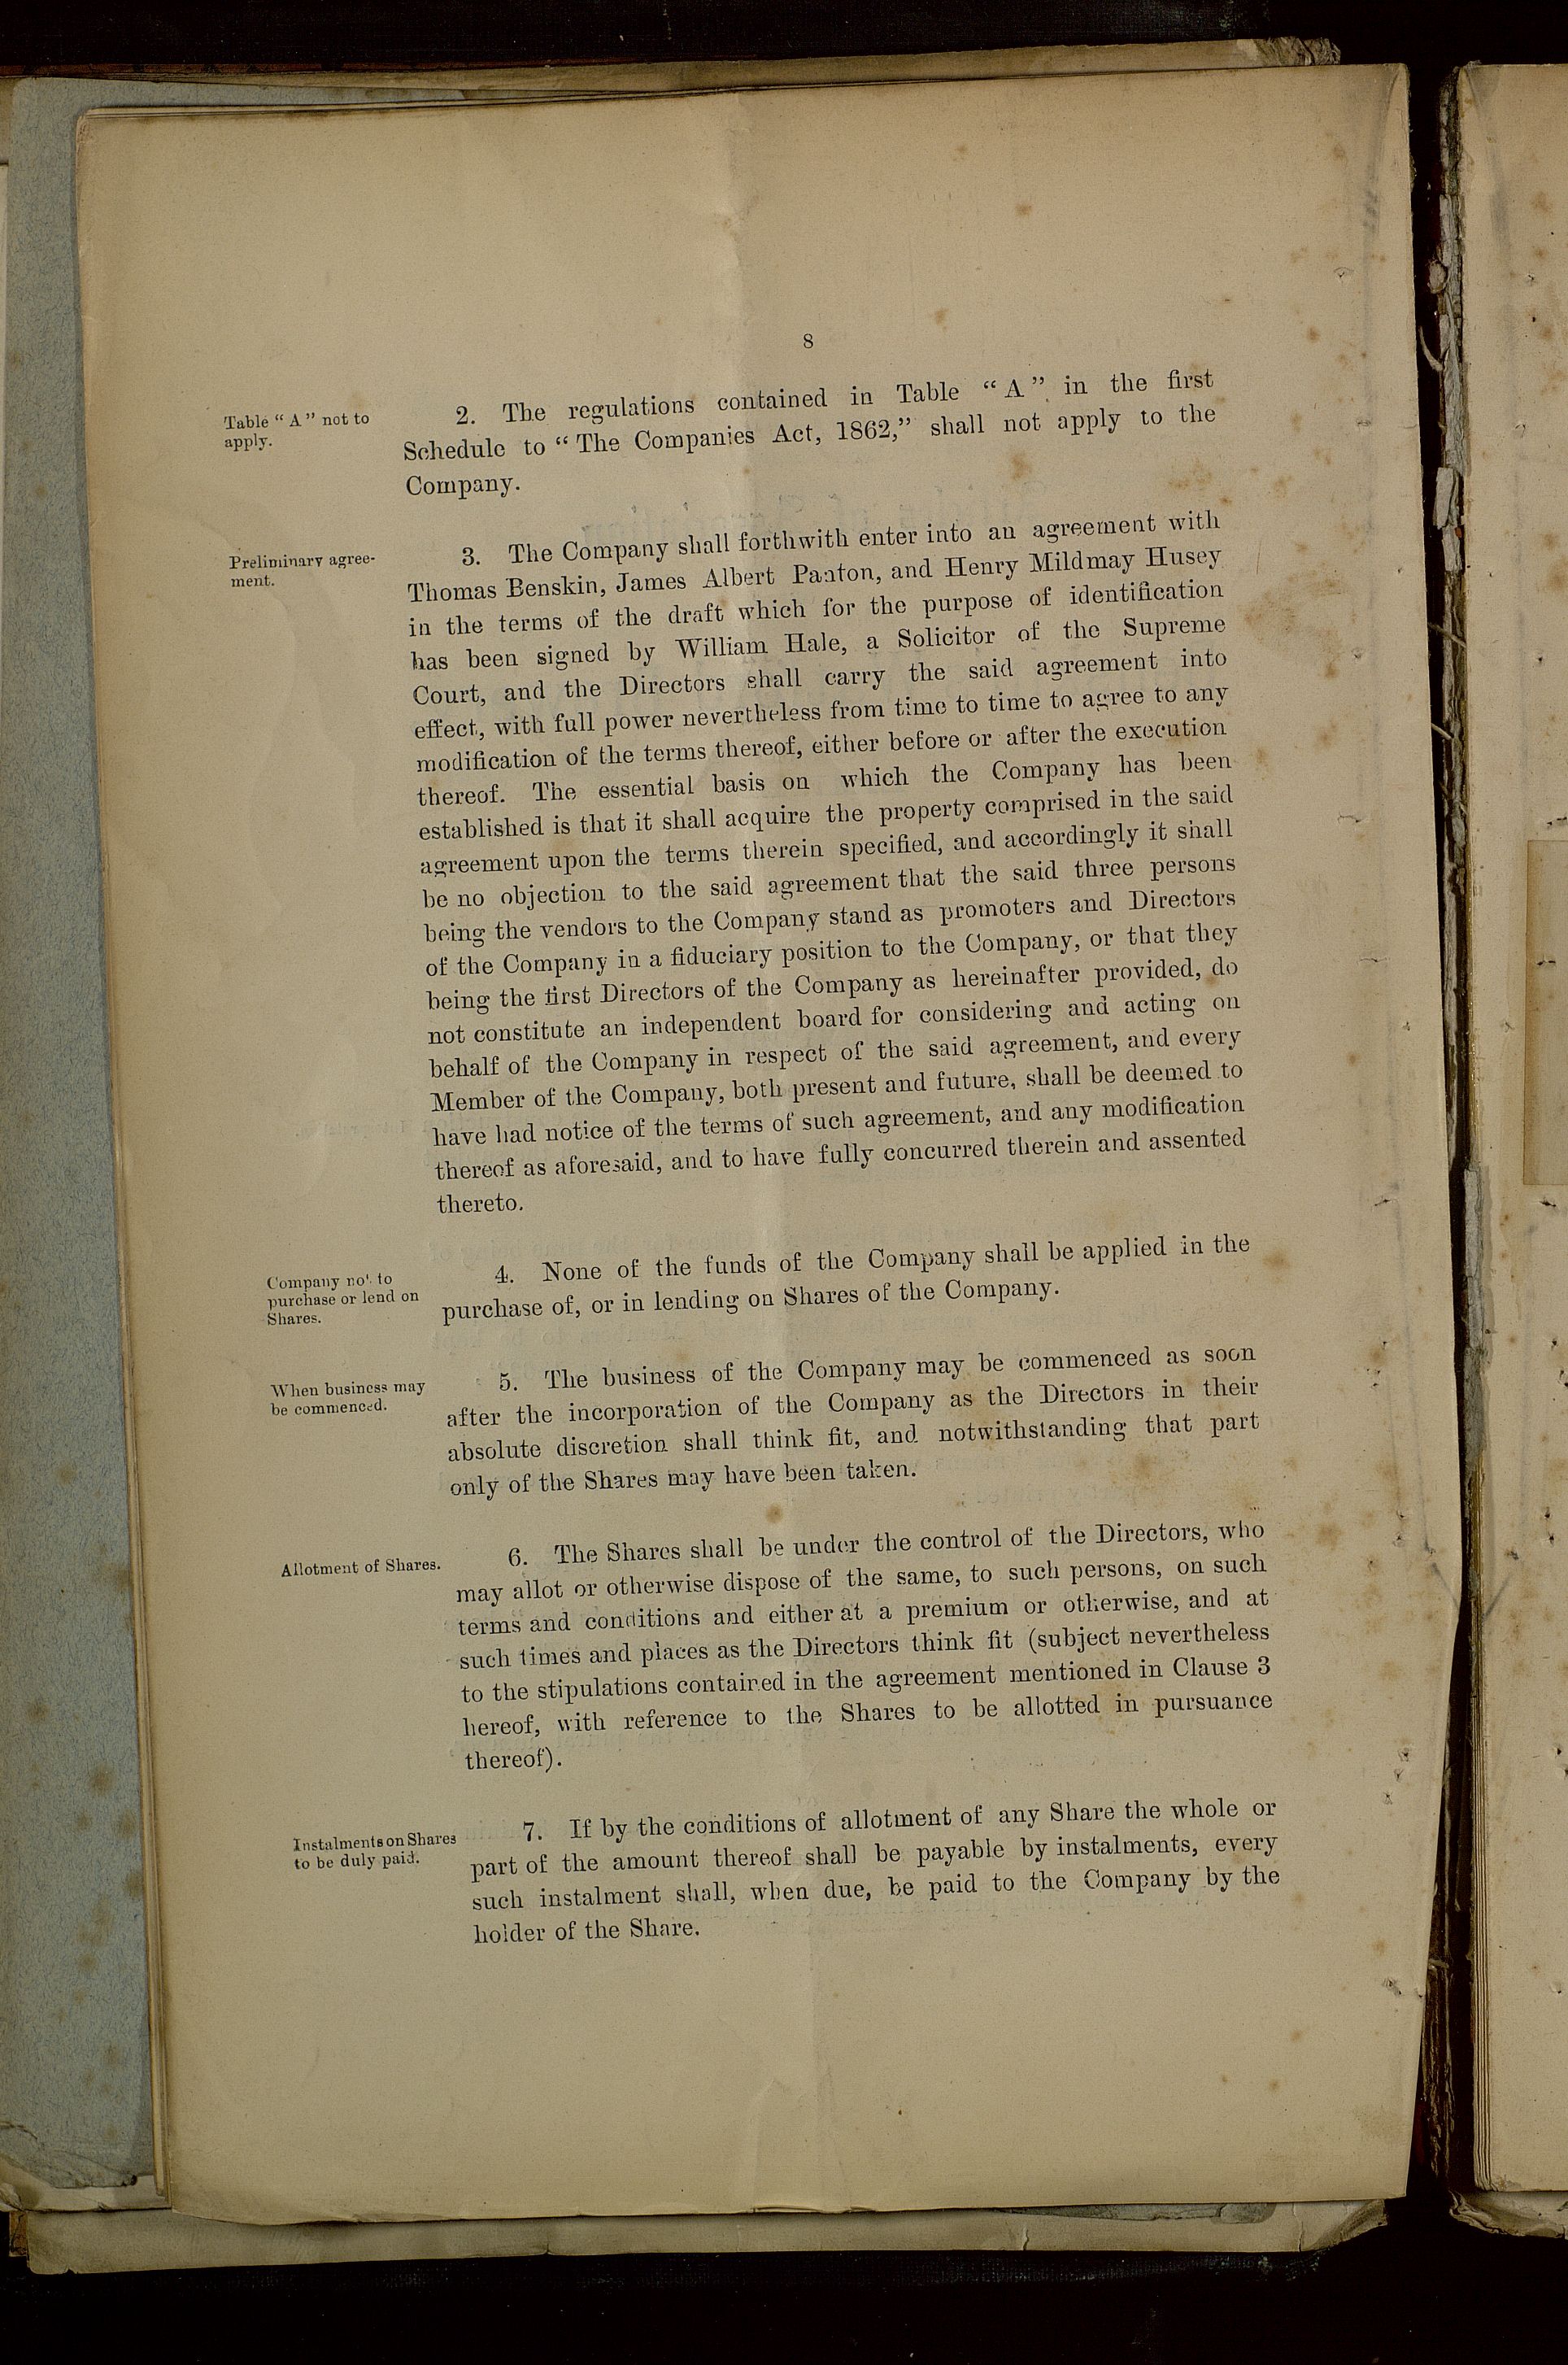 8
Table “ A ” not to
apply.
2. The regulations contained in Table “ A ” in the first
Schedule to “ The Companies Act, 1862,” shall not apply to the
Company.
Preliminary agree-
ment.
3. The Company shall forthwith enter into an agreement with
Thomas Benskin, James Albert Panton, and Henry Mildmay Husey
in the terms of the draft which for the purpose of identification
has been signed by William Hale, a Solicitor of the Supreme
Court, and the Directors shall carry the said agreement into
effect, with full power nevertheless from time to time to agree to any
modification of the terms thereof, either before or after the execution
thereof. The essential basis on which the Company has been
established is that it shall acquire the property comprised in the said
agreement upon the terms therein specified, and accordingly it shall
be no objection to the said agreement that the said three persons
being the vendors to the Company stand as promoters and Directors
of the Company in a fiduciary position to the Company, or that they
being the first Directors of the Company as hereinafter provided, do
not constitute an independent board for considering and acting on
behalf of the Company in respect of the said agreement, and every
Member of the Company, both present and future, shall be deemed to
have had notice of the terms of such agreement, and any modification
thereof as aforesaid, and to have fully concurred therein and assented
thereto.
Company not to
purchase or lend on
Shares.
4. None of the funds of the Company shall be applied in the
purchase of, or in lending on Shares of the Company.
When business may
be commenced.
5. The business of the Company may be commenced as soon
after the incorporation of the Company as the Directors in their
absolute discretion shall think fit, and notwithstanding that part
only of the Shares may have been taken.
Allotment of Shares.
6. The Shares shall be under the control of the Directors, who
may allot or otherwise dispose of the same, to such persons, on such
terms and conditions and either at a premium or otherwise, and at
such times and places as the Directors think fit (subject nevertheless
to the stipulations contained in the agreement mentioned in Clause 3
hereof, with reference to the Shares to be allotted in pursuance
thereof).
Instalments on Shares
to be duly paid.
7. If by the conditions of allotment of any Share the whole or
part of the amount thereof shall be payable by instalments, every
such instalment shall, when due, be paid to the Company by the
holder of the Share.